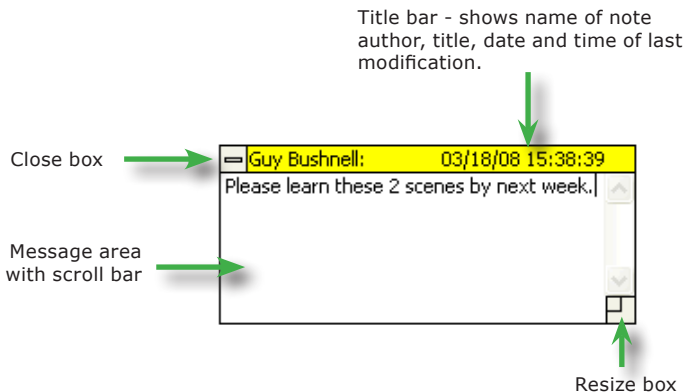 Title bar - shows name of note
author, title, date and time of last
modification.
Close box
Guy Bushnell: 03/18/08 15:38:39
Please learn these 2 scenes by next week.
Message area
with scroll bar
Resize box